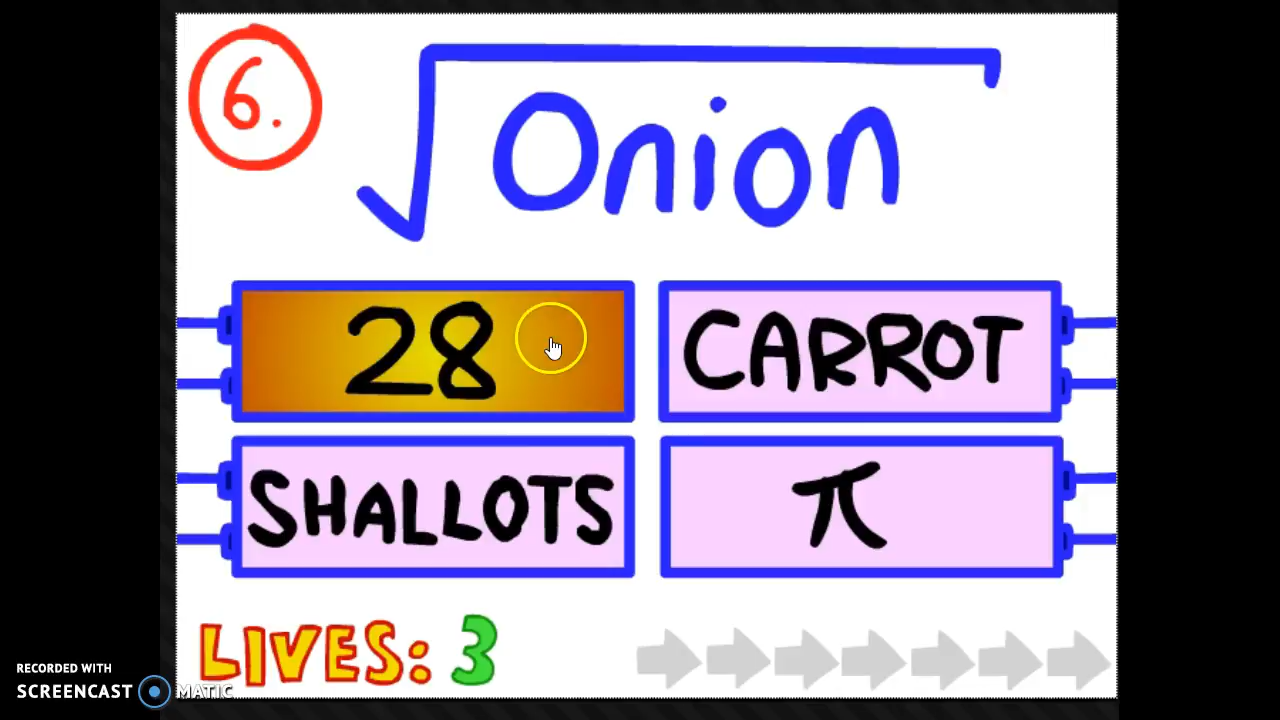 6.
√Onion
28
CARROT
SHALLOTS
π
LIVES: 3
RECORDED WITH
SCREENCAST MATIC